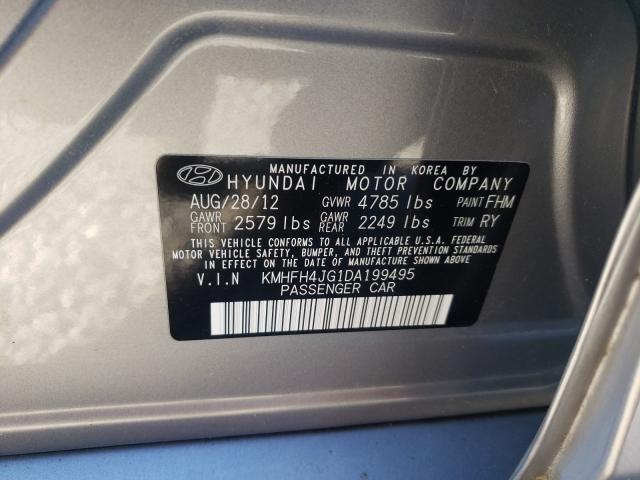 MANUFACTURED IN KOREA BY
HYUNDAI MOTOR COMPANY
AUG/28/12 GVWR 4785 lbs PAINT FHM
GAWR FRONT 2579 lbs GAWR REAR 2249 lbs TRIM RY
THIS VEHICLE CONFORMS TO ALL APPLICABLE U.S.A. FEDERAL
MOTOR VEHICLE SAFETY, BUMPER, AND THEFT PREVENTION STANDARDS
IN EFFECT ON THE DATE OF MANUFACTURE SHOWN ABOVE.
V.I.N KMHFH4JG1DA199495
PASSENGER CAR